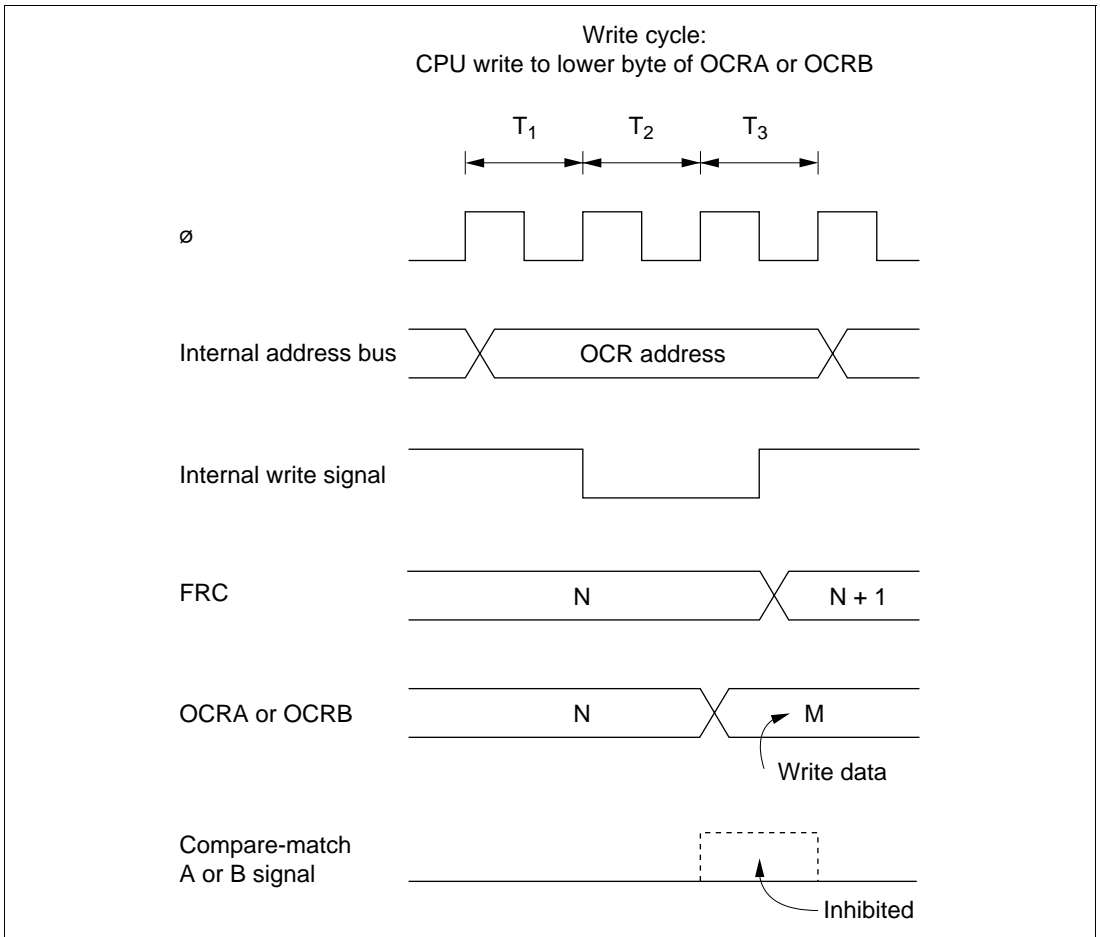 Write cycle:
CPU write to lower byte of OCRA or OCRB
T1 T2 T3
ø
Internal address bus
OCR address
Internal write signal
FRC
N
N + 1
OCRA or OCRB
N
M
Write data
Compare-match
A or B signal
Inhibited